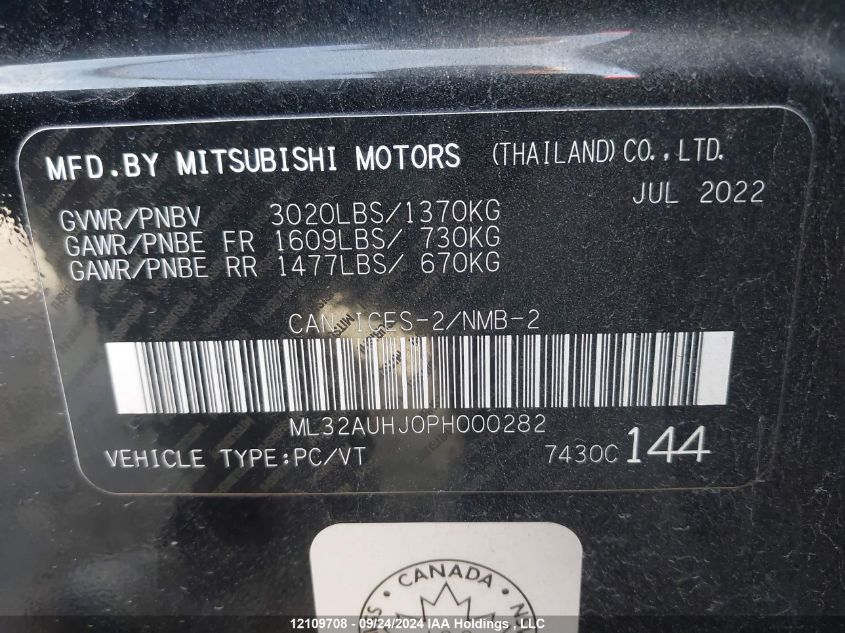 MFD.BY MITSUBISHI MOTORS (THAILAND)CO.,LTD.
JUL 2022
GVWR/PNBV 3020LBS/1370KG
GAWR/PNBE FR 1609LBS/ 730KG
GAWR/PNBE RR 1477LBS/ 670KG
CAN ICES-2/NMB-2
ML32AUHJ0PH000282
VEHICLE TYPE:PC/VT 7430C 144
CANADA
12109708 - 09/24/2024 IAA Holdings, LLC